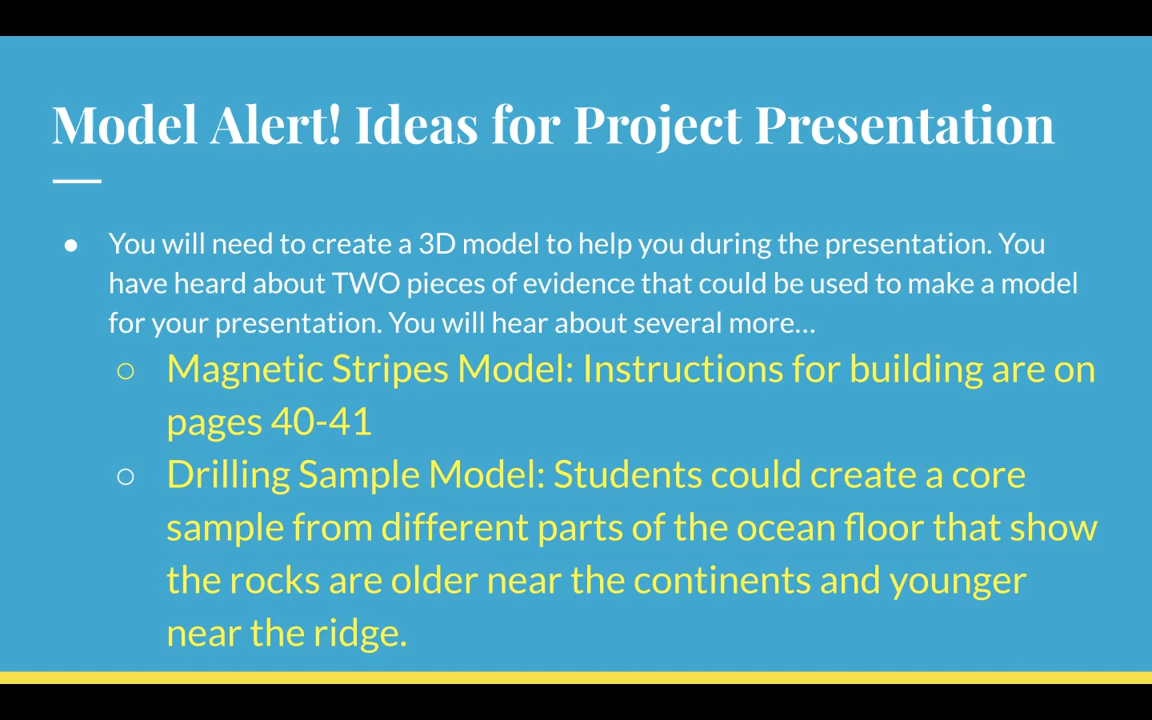 Model Alert! Ideas for Project Presentation
● You will need to create a 3D model to help you during the presentation. You
have heard about TWO pieces of evidence that could be used to make a model
for your presentation. You will hear about several more...
○ Magnetic Stripes Model: Instructions for building are on
pages 40-41
○ Drilling Sample Model: Students could create a core
sample from different parts of the ocean floor that show
the rocks are older near the continents and younger
near the ridge.